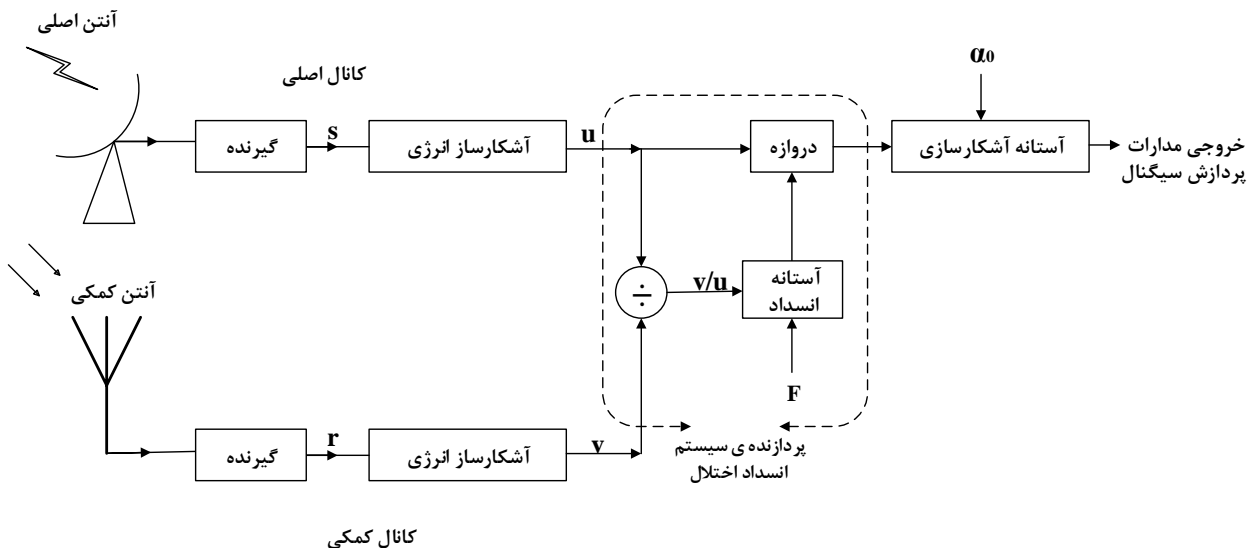 آنتن اصلی
کانال اصلی
α₀
گیرنده
s
آشکارساز انرژی
u
دروازه
آستانه آشکارسازی
خروجی مدارات
پردازش سیگنال
آنتن کمکی
÷
v/u
آستانه
انسداد
F
گیرنده
r
آشکارساز انرژی
v
پردازنده ی سیستم
انسداد اختلال
کانال کمکی